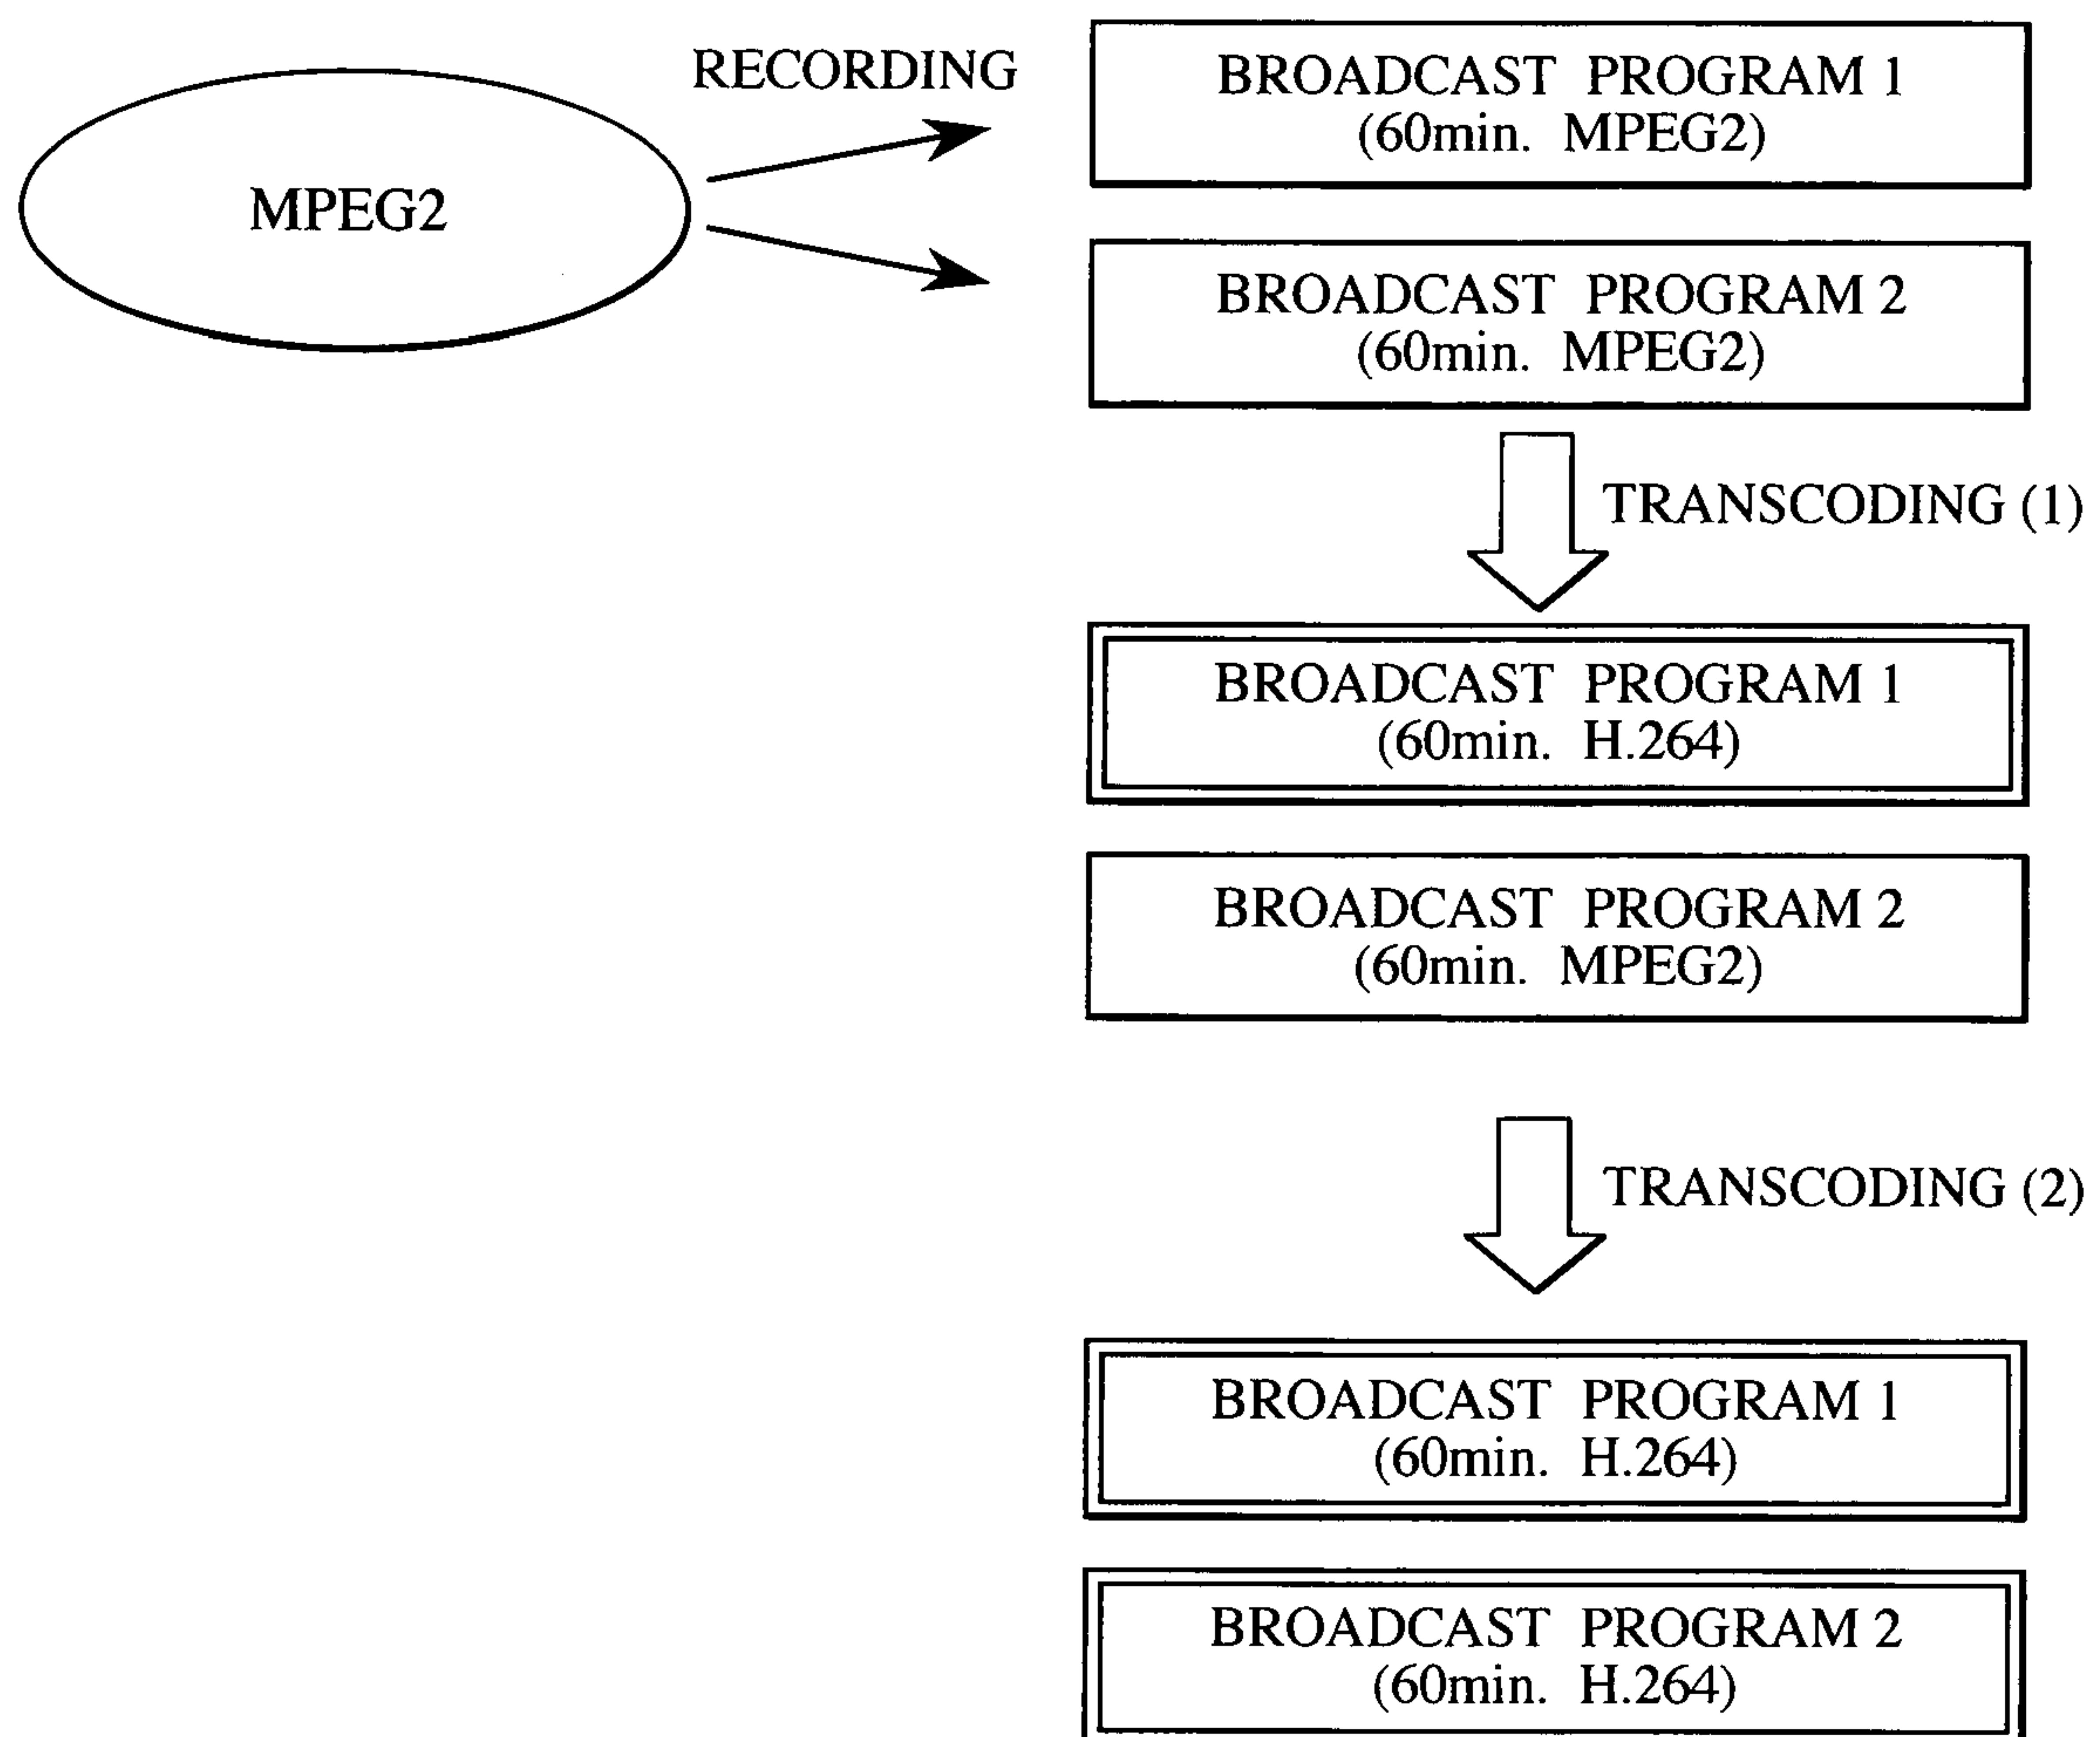 MPEG2
RECORDING
BROADCAST PROGRAM 1
(60min. MPEG2)
BROADCAST PROGRAM 2
(60min. MPEG2)
TRANSCODING (1)
BROADCAST PROGRAM 1
(60min. H.264)
BROADCAST PROGRAM 2
(60min. MPEG2)
TRANSCODING (2)
BROADCAST PROGRAM 1
(60min. H.264)
BROADCAST PROGRAM 2
(60min. H.264)